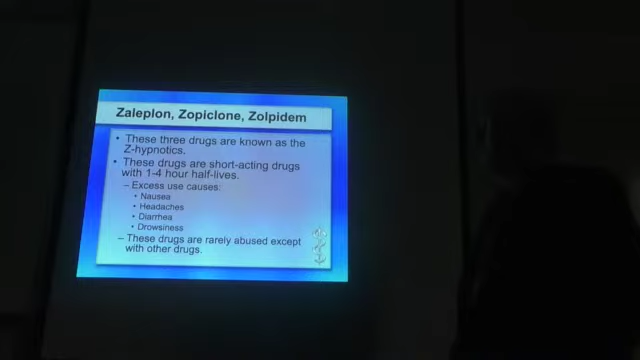 Zaleplon, Zopiclone, Zolpidem
• These three drugs are known as the
Z-hypnotics.
• These drugs are short-acting drugs
with 1-4 hour half-lives.
– Excess use causes:
• Nausea
• Headaches
• Diarrhea
• Drowsiness
– These drugs are rarely abused except
with other drugs.